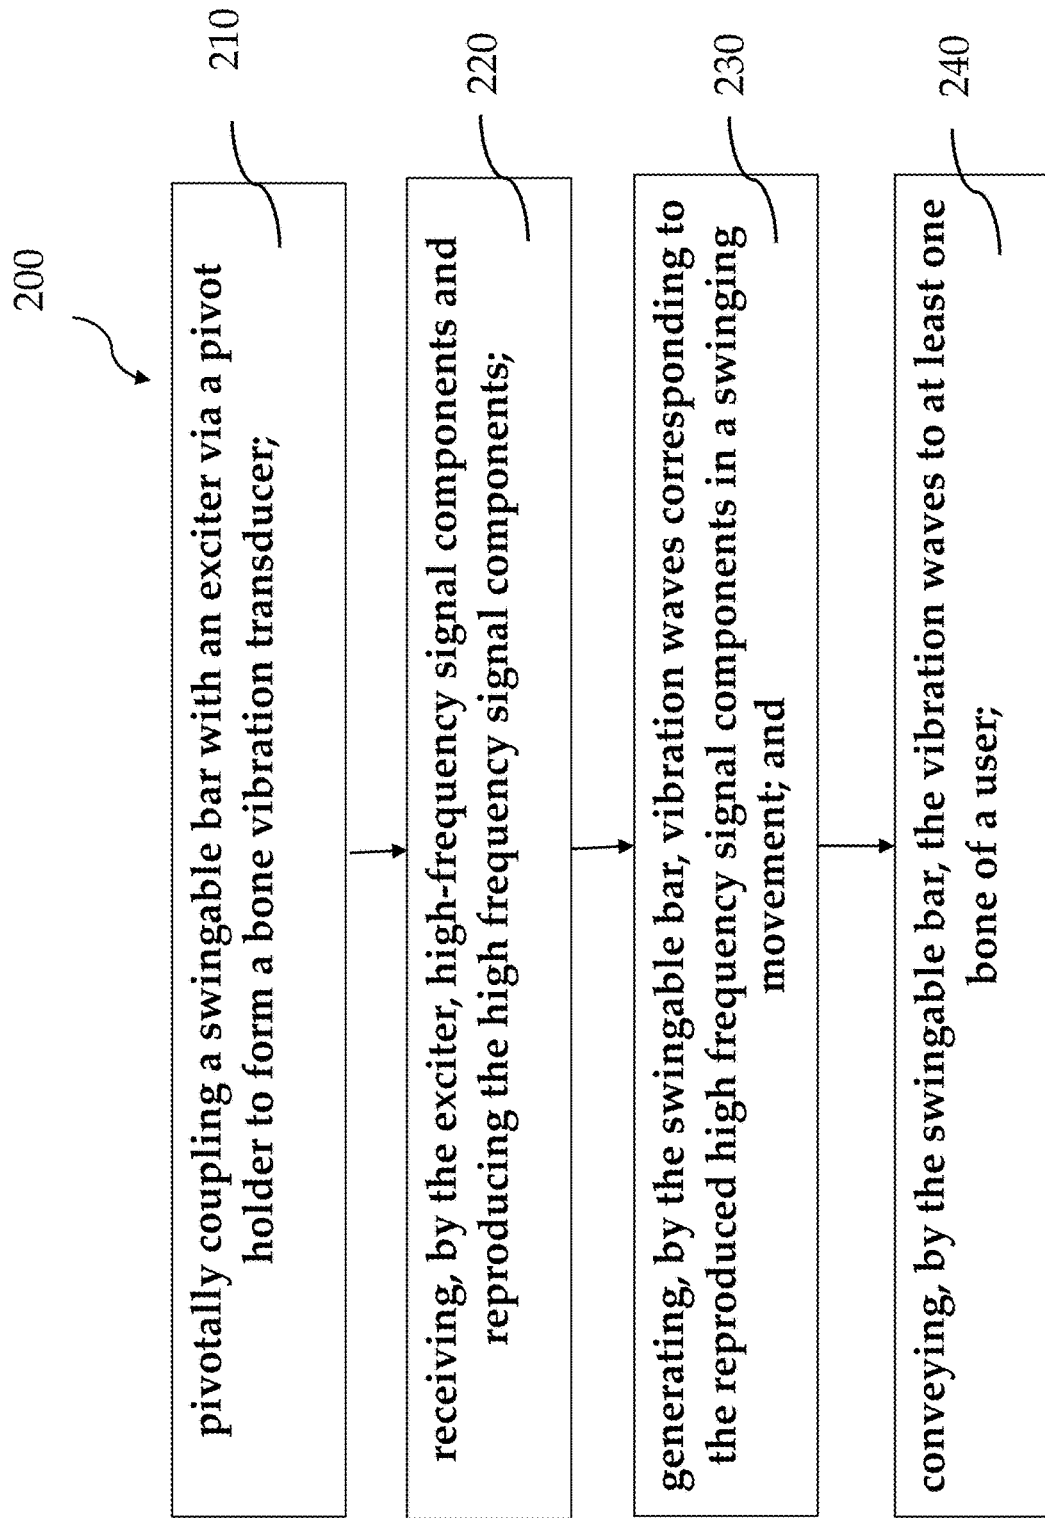 200
210
pivotally coupling a swingable bar with an exciter via a pivot
holder to form a bone vibration transducer;
220
receiving, by the exciter, high-frequency signal components and
reproducing the high frequency signal components;
230
generating, by the swingable bar, vibration waves corresponding to
the reproduced high frequency signal components in a swinging
movement; and
240
conveying, by the swingable bar, the vibration waves to at least one
bone of a user;